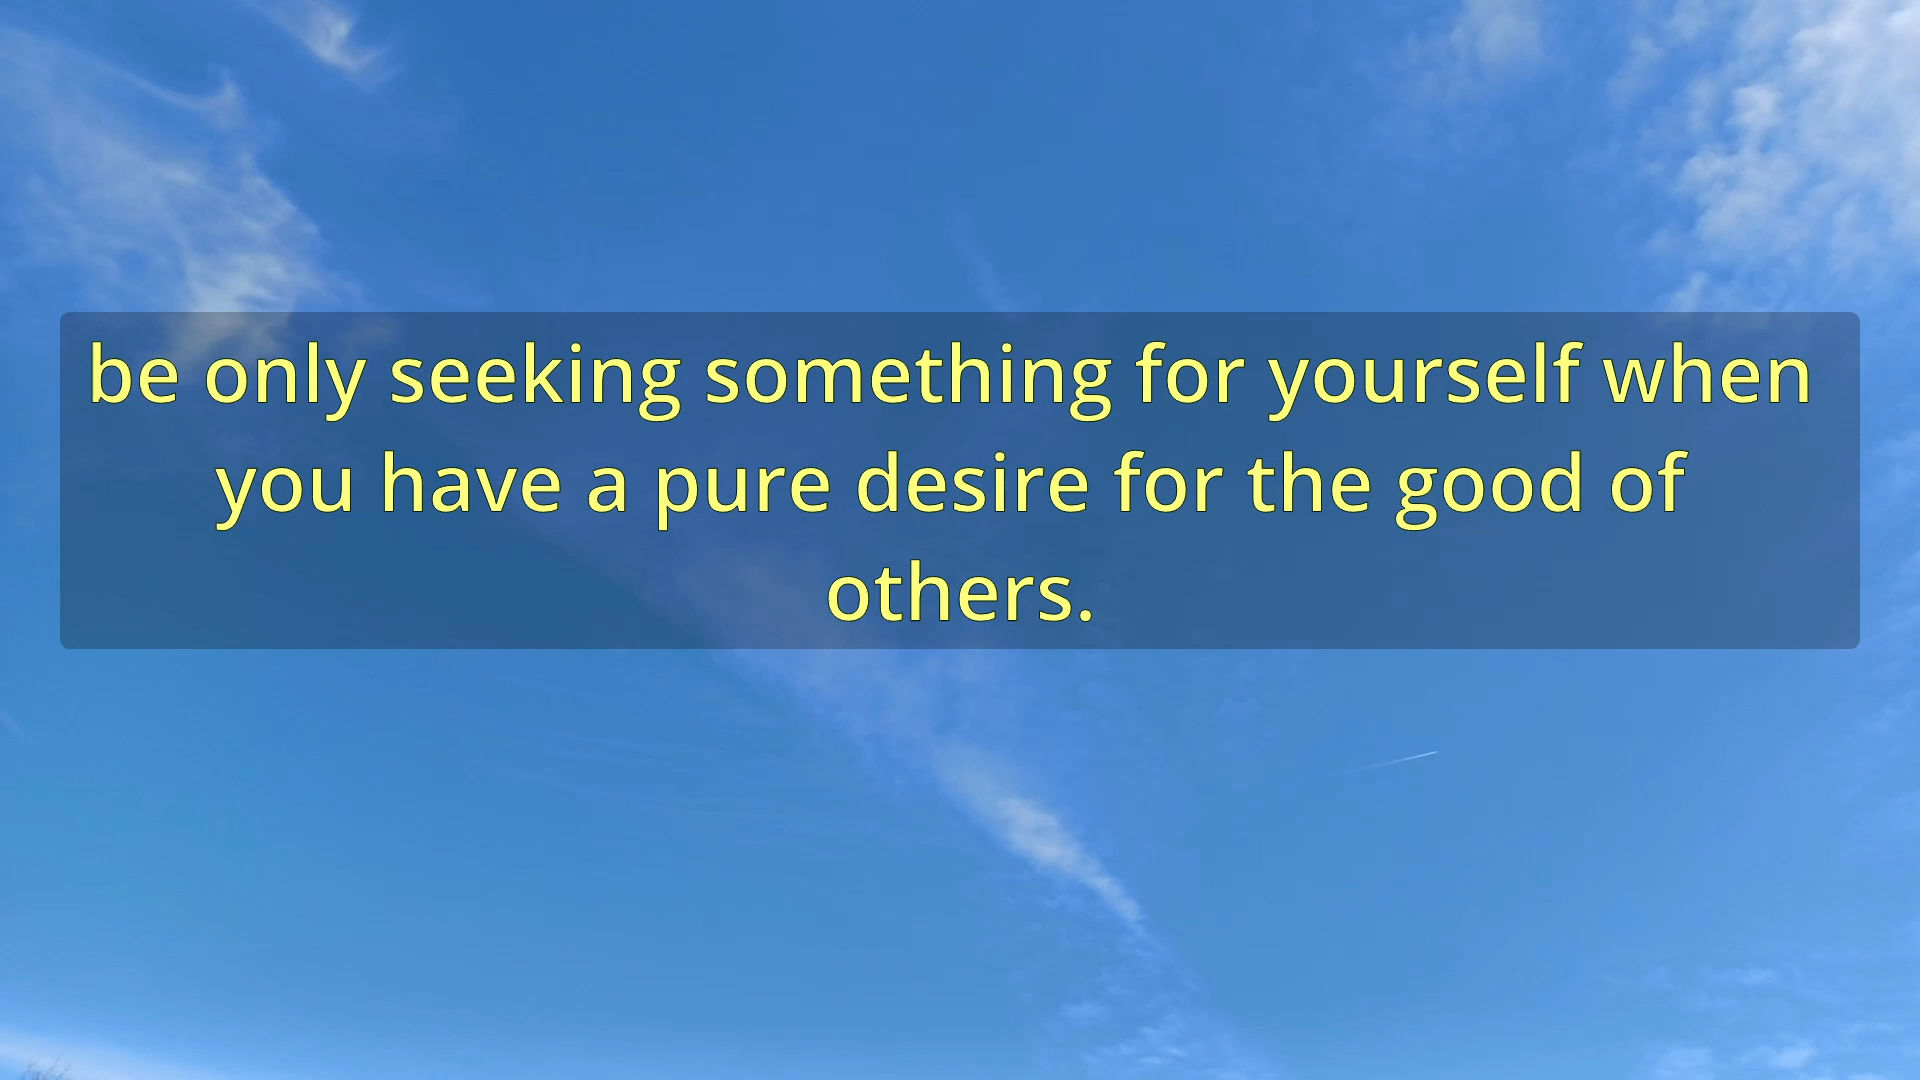 be only seeking something for yourself when
you have a pure desire for the good of
others.